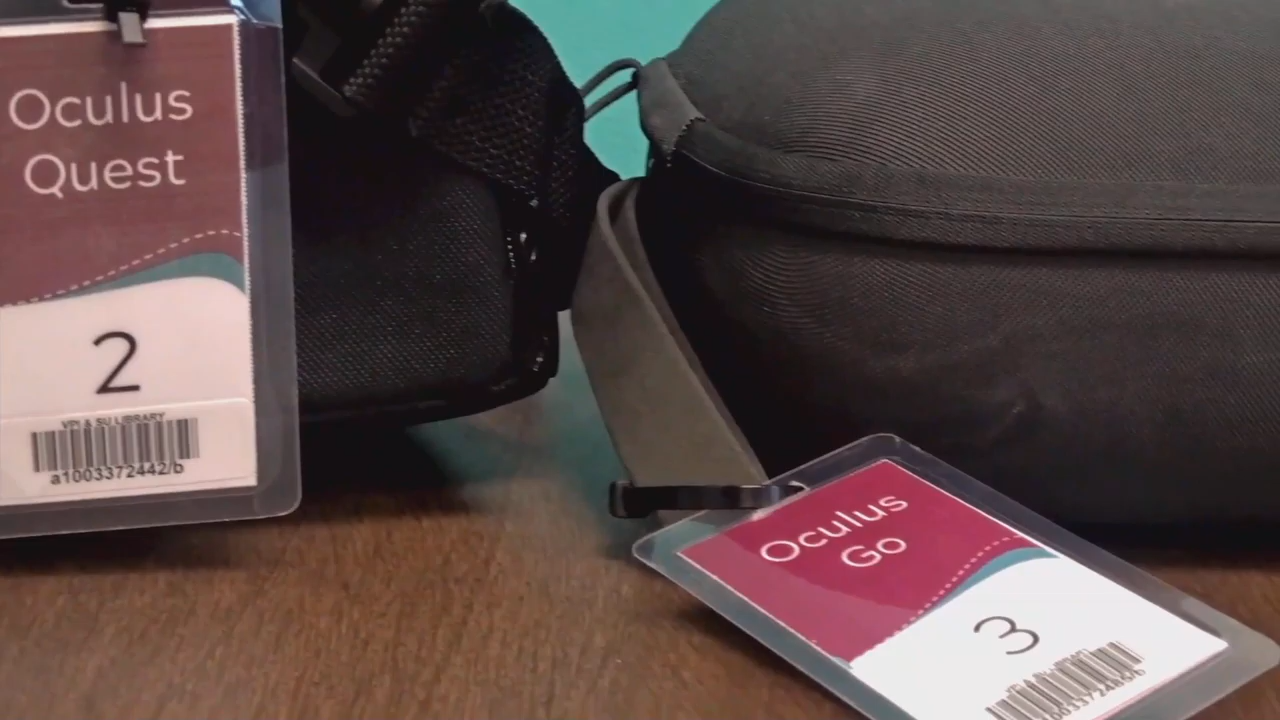 Oculus
Quest
2
VPI & SU LIBRARY
a1003372442/b
Oculus
Go
3